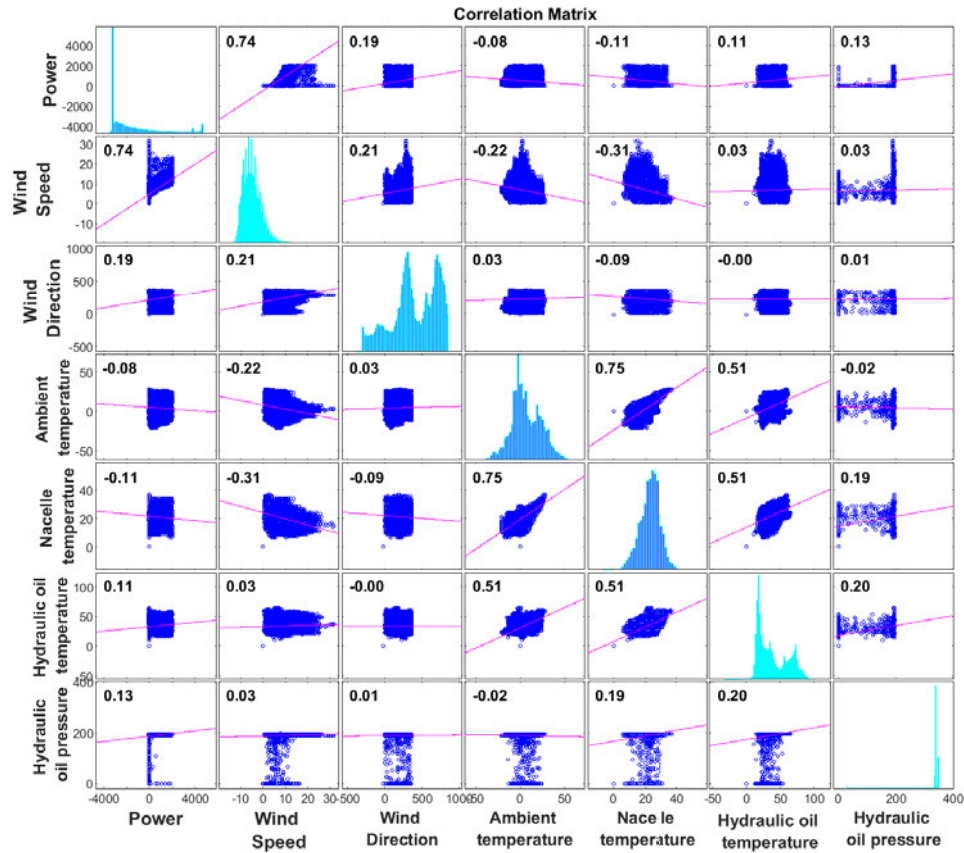 Correlation Matrix
Power
4000
2000
0
-2000
-4000
0.74
0.19
-0.08
-0.11
0.11
0.13
Wind
Speed
30
20
10
0
-10
0.74
0.21
-0.22
-0.31
0.03
0.03
Wind
Direction
1000
500
0
-500
0.19
0.21
0.03
-0.09
-0.00
0.01
Ambient
temperature
50
0
-50
-0.08
-0.22
0.03
0.75
0.51
-0.02
Nacelle
temperature
40
20
0
-0.11
-0.31
-0.09
0.75
0.51
0.19
Hydraulic oil
temperature
100
50
0
50
0.11
0.03
-0.00
0.51
0.51
0.20
Hydraulic
oil pressure
400
200
0
0.13
0.03
0.01
-0.02
0.19
0.20
-4000 0 4000
-10 0 10 20 30
-500 0 500 1000
-50 0 50
0 20 40
0 50 100
0 200 400
Power
Wind
Speed
Wind
Direction
Ambient
temperature
Nace le
temperature
Hydraulic oil
temperature
Hydraulic
oil pressure